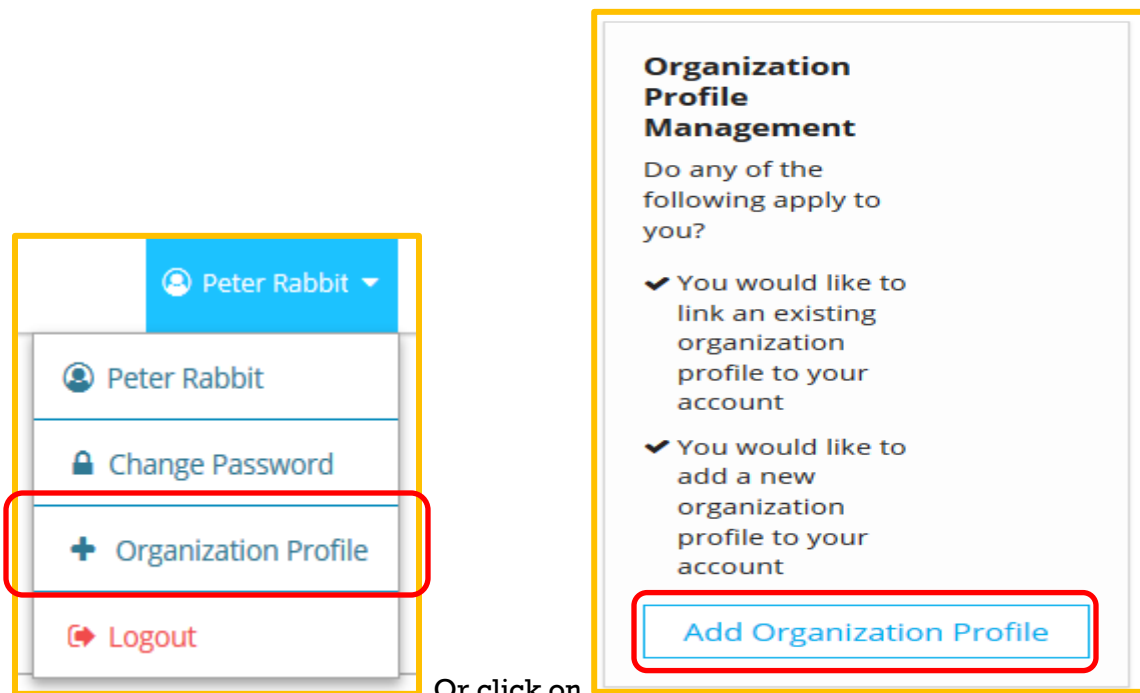 Peter Rabbit
Peter Rabbit
Change Password
Organization Profile
Logout
Or click on
Organization
Profile
Management
Do any of the
following apply to
you?
You would like to
link an existing
organization
profile to your
account
You would like to
add a new
organization
profile to your
account
Add Organization Profile